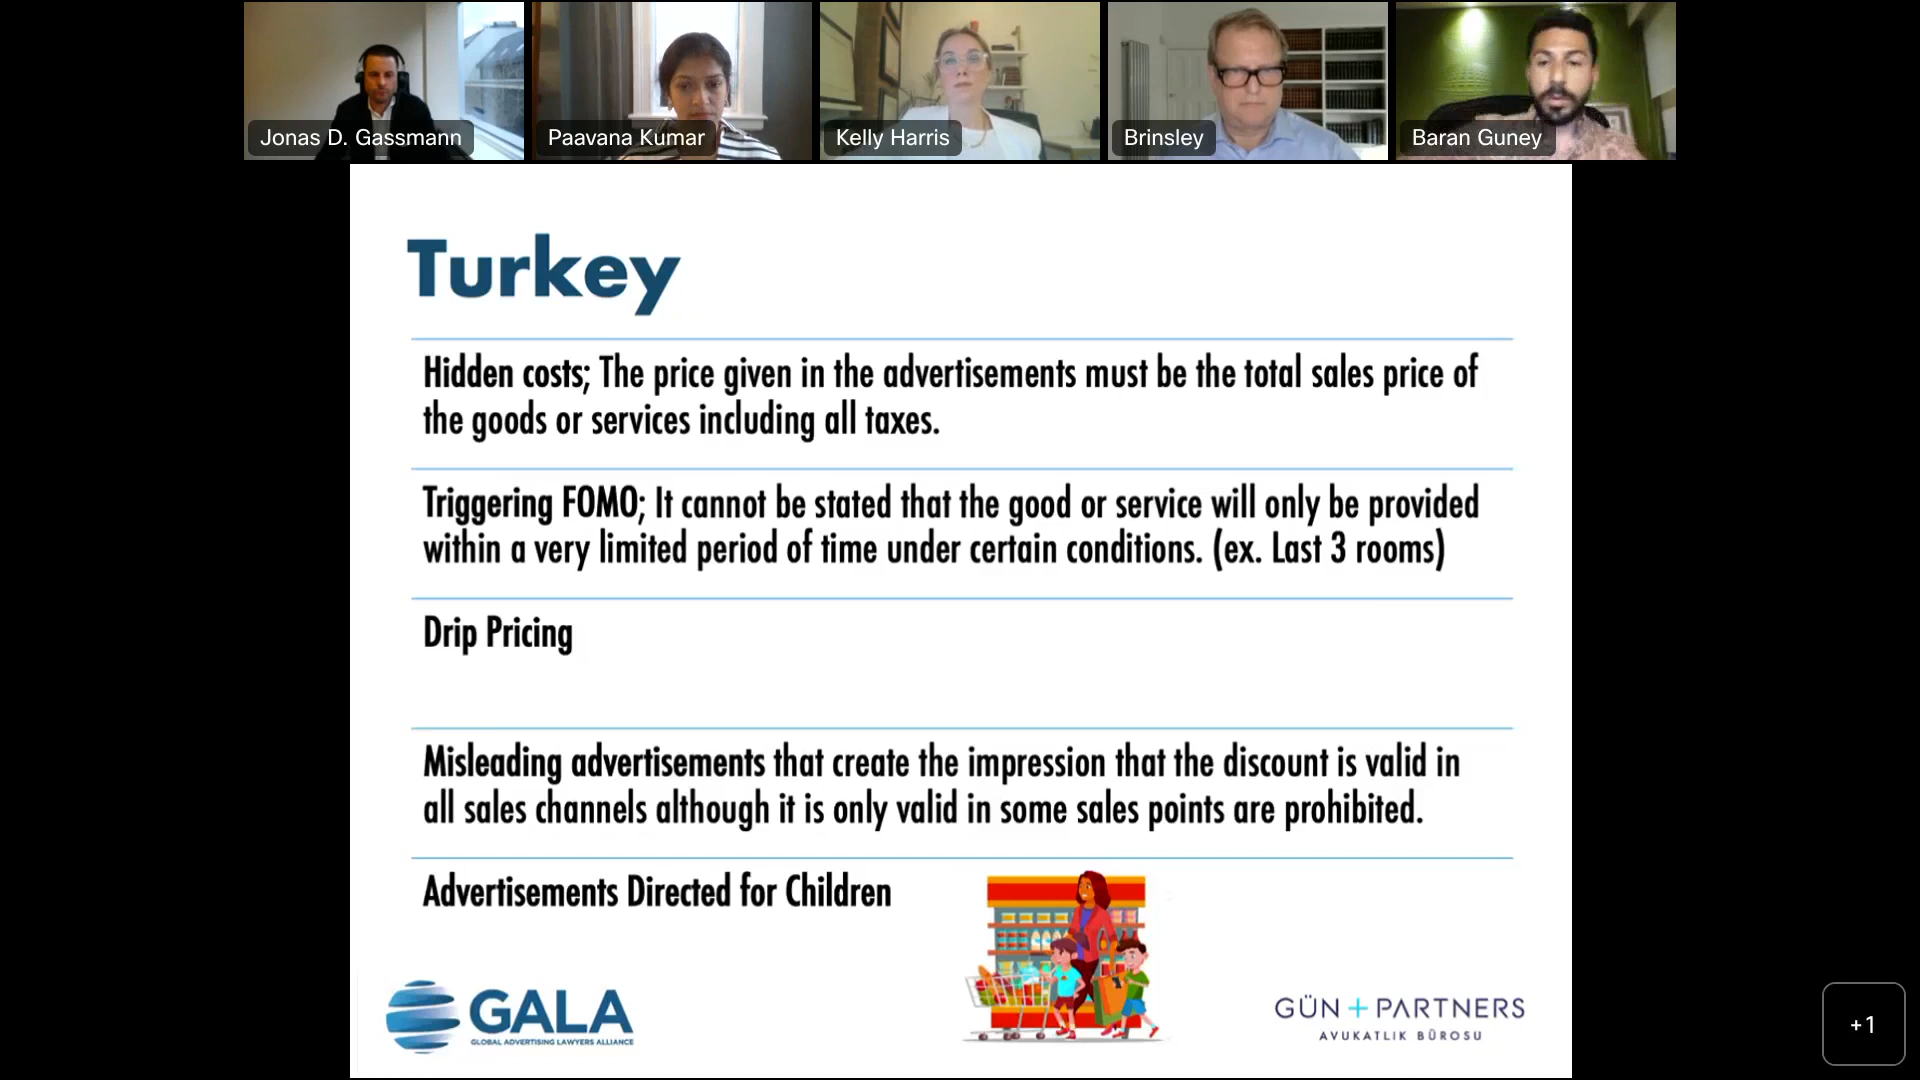 Jonas D. Gassmann
Paavana Kumar
Kelly Harris
Brinsley
Baran Guney
Turkey
Hidden costs; The price given in the advertisements must be the total sales price of
the goods or services including all taxes.
Triggering FOMO; It cannot be stated that the good or service will only be provided
within a very limited period of time under certain conditions. (ex. Last 3 rooms)
Drip Pricing
Misleading advertisements that create the impression that the discount is valid in
all sales channels although it is only valid in some sales points are prohibited.
Advertisements Directed for Children
GALA
GLOBAL ADVERTISING LAWYERS ALLIANCE
GÜN + PARTNERS
AVUKATLIK BÜROSU
+1